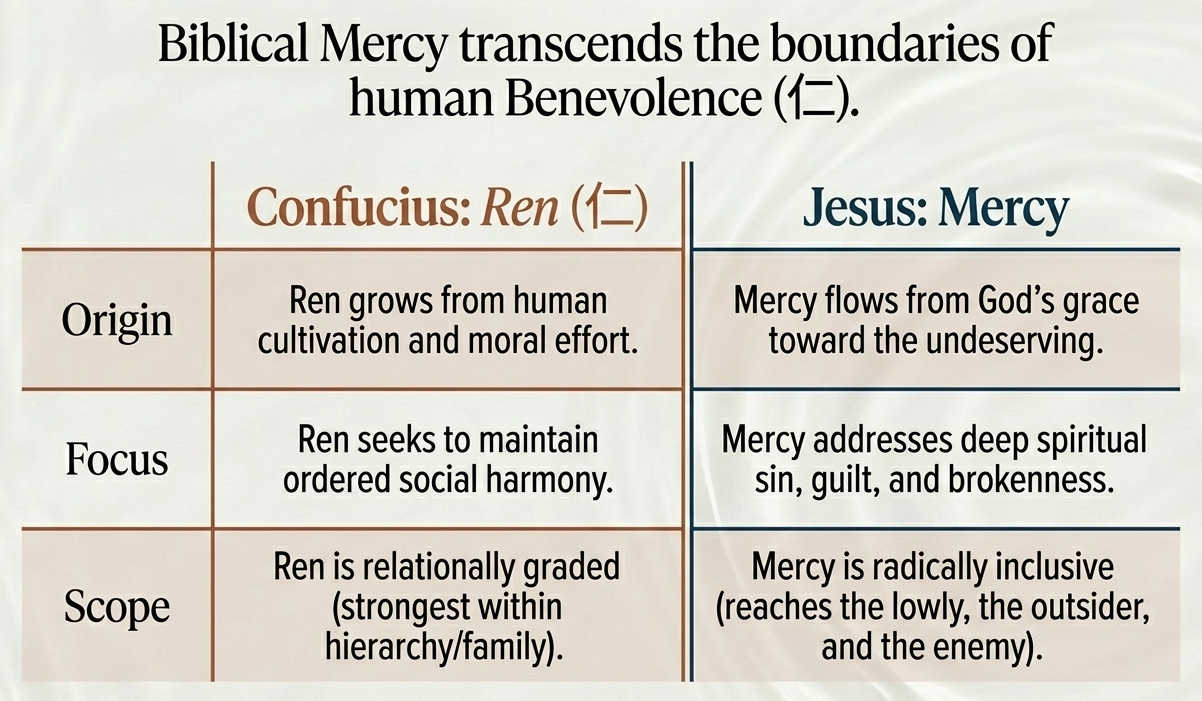 Biblical Mercy transcends the boundaries of
human Benevolence (仁).
Confucius: Ren (仁)
Jesus: Mercy
Origin
Ren grows from human
cultivation and moral effort.
Mercy flows from God’s grace
toward the undeserving.
Focus
Ren seeks to maintain
ordered social harmony.
Mercy addresses deep spiritual
sin, guilt, and brokenness.
Scope
Ren is relationally graded
(strongest within
hierarchy/family).
Mercy is radically inclusive
(reaches the lowly, the outsider,
and the enemy).